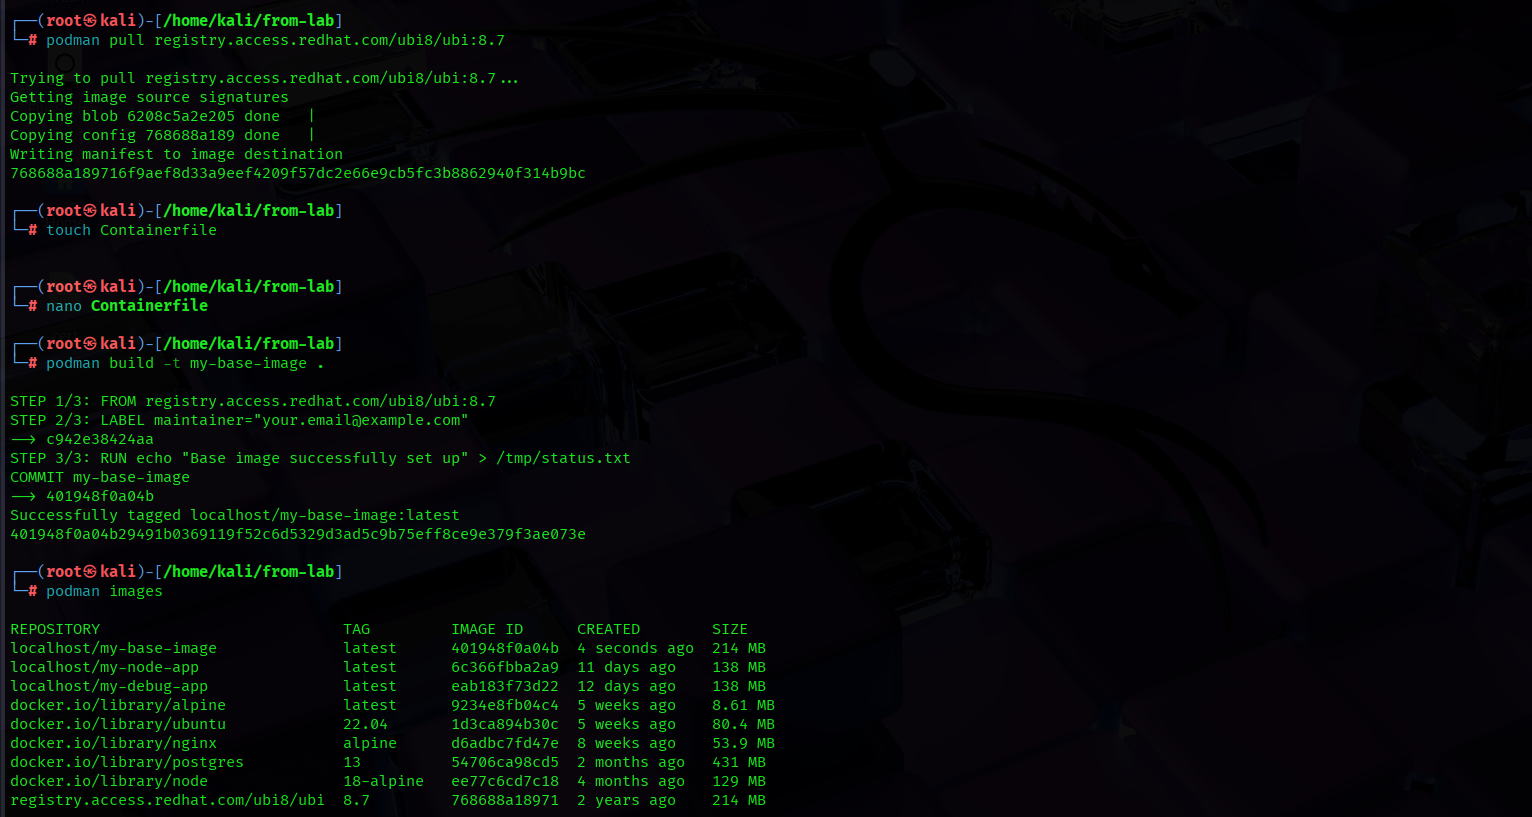 ┌──(root㉿kali)-[/home/kali/from-lab]
└─# podman pull registry.access.redhat.com/ubi8/ubi:8.7
Trying to pull registry.access.redhat.com/ubi8/ubi:8.7...
Getting image source signatures
Copying blob 6208c5a2e205 done   |
Copying config 768688a189 done   |
Writing manifest to image destination
768688a189716f9aef8d33a9eef4209f57dc2e66e9cb5fc3b8862940f314b9bc
┌──(root㉿kali)-[/home/kali/from-lab]
└─# touch Containerfile
┌──(root㉿kali)-[/home/kali/from-lab]
└─# nano Containerfile
┌──(root㉿kali)-[/home/kali/from-lab]
└─# podman build -t my-base-image .
STEP 1/3: FROM registry.access.redhat.com/ubi8/ubi:8.7
STEP 2/3: LABEL maintainer="your.email@example.com"
--> c942e38424aa
STEP 3/3: RUN echo "Base image successfully set up" > /tmp/status.txt
COMMIT my-base-image
--> 401948f0a04b
Successfully tagged localhost/my-base-image:latest
401948f0a04b29491b0369119f52c6d5329d3ad5c9b75eff8ce9e379f3ae073e
┌──(root㉿kali)-[/home/kali/from-lab]
└─# podman images
REPOSITORY                           TAG         IMAGE ID      CREATED        SIZE
localhost/my-base-image              latest      401948f0a04b  4 seconds ago  214 MB
localhost/my-node-app                latest      6c366fbba2a9  11 days ago    138 MB
localhost/my-debug-app               latest      eab183f73d22  12 days ago    138 MB
docker.io/library/alpine             latest      9234e8fb04c4  5 weeks ago    8.61 MB
docker.io/library/ubuntu             22.04       1d3ca894b30c  5 weeks ago    80.4 MB
docker.io/library/nginx              alpine      d6adbc7fd47e  8 weeks ago    53.9 MB
docker.io/library/postgres           13          54706ca98cd5  2 months ago   431 MB
docker.io/library/node               18-alpine   ee77c6cd7c18  4 months ago   129 MB
registry.access.redhat.com/ubi8/ubi  8.7         768688a18971  2 years ago    214 MB